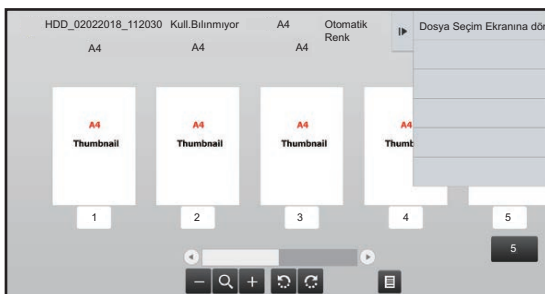 HDD_02022018_112030 Kull.Bılınmıyor A4 Otomatik Renk
Dosya Seçim Ekranına dön
A4 A4 A4
A4 A4 A4 A4
Thumbnail Thumbnail Thumbnail
1 2 3 4 5
5